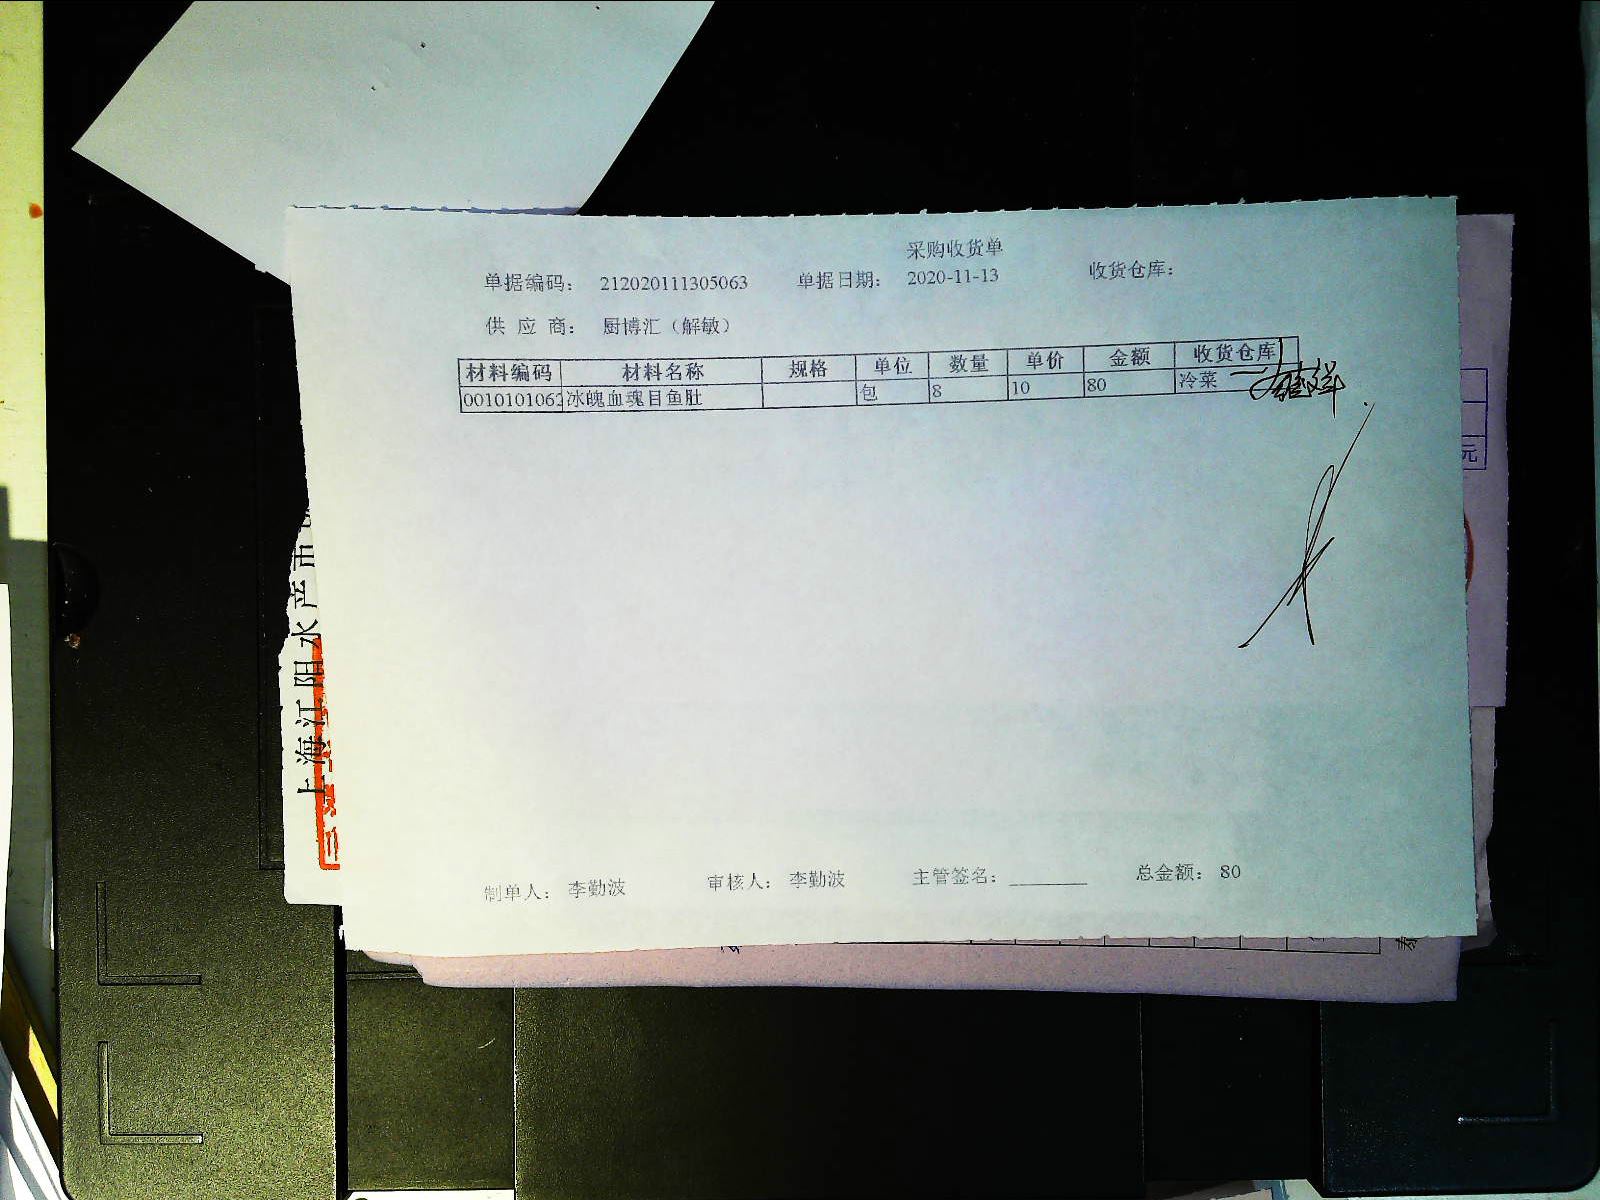 采购收货单
单据编码： 212020111305063 单据日期： 2020-11-13 收货仓库：
供 应 商： 厨博汇（解敏）
材料编码 材料名称 规格 单位 数量 单价 金额 收货仓库
0010101062 冰魄血魂目鱼肚 包 8 10 80 冷菜
元
上海江阳水产市
制单人： 李勤波 审核人： 李勤波 主管签名： 总金额： 80